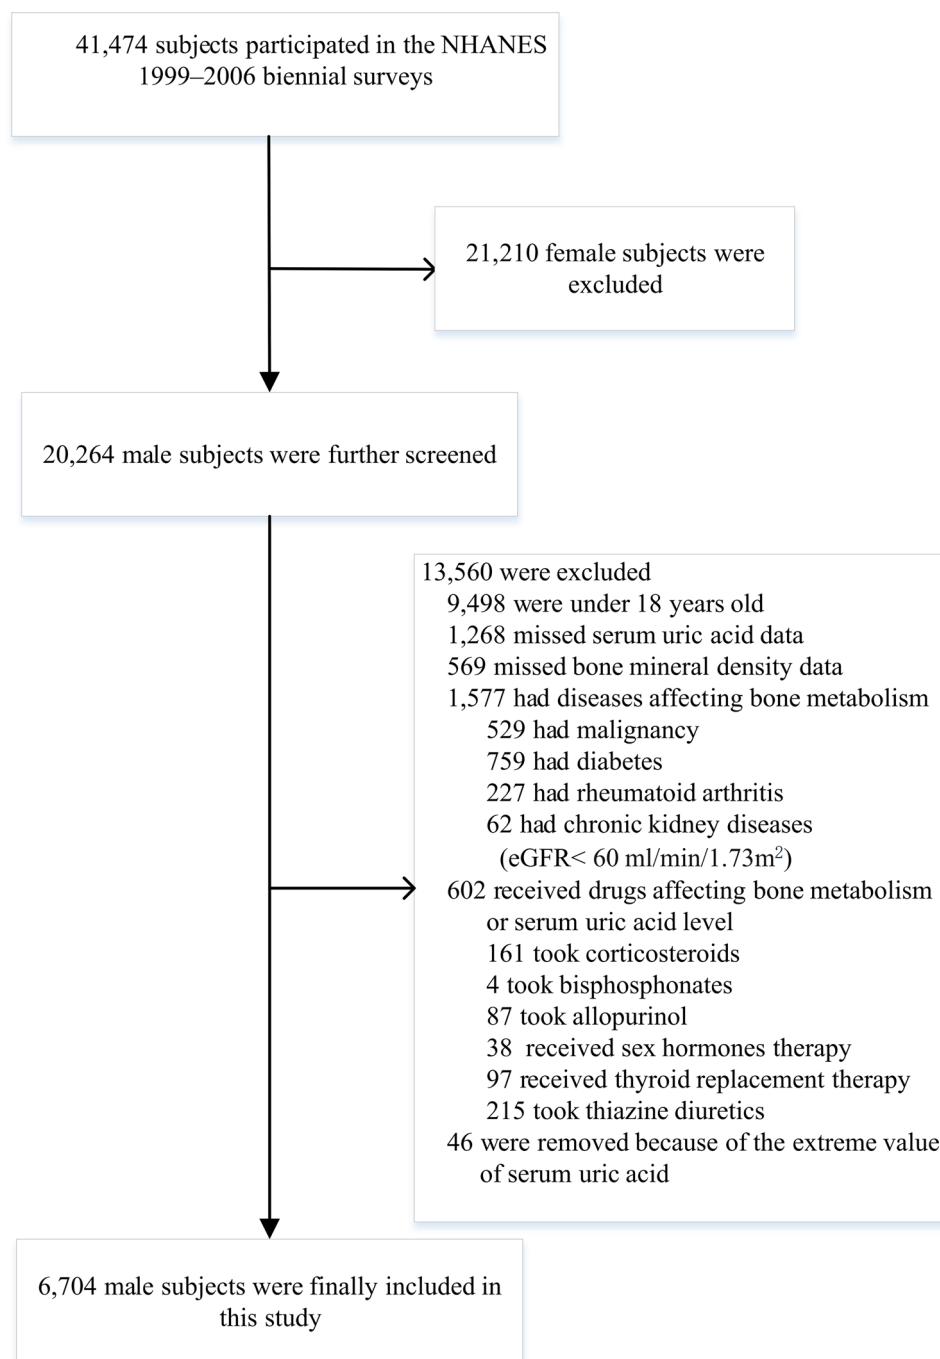 41,474 subjects participated in the NHANES
1999–2006 biennial surveys
21,210 female subjects were
excluded
20,264 male subjects were further screened
13,560 were excluded
9,498 were under 18 years old
1,268 missed serum uric acid data
569 missed bone mineral density data
1,577 had diseases affecting bone metabolism
529 had malignancy
759 had diabetes
227 had rheumatoid arthritis
62 had chronic kidney diseases
(eGFR< 60 ml/min/1.73m²)
602 received drugs affecting bone metabolism
or serum uric acid level
161 took corticosteroids
4 took bisphosphonates
87 took allopurinol
38 received sex hormones therapy
97 received thyroid replacement therapy
215 took thiazine diuretics
46 were removed because of the extreme value
of serum uric acid
6,704 male subjects were finally included in
this study